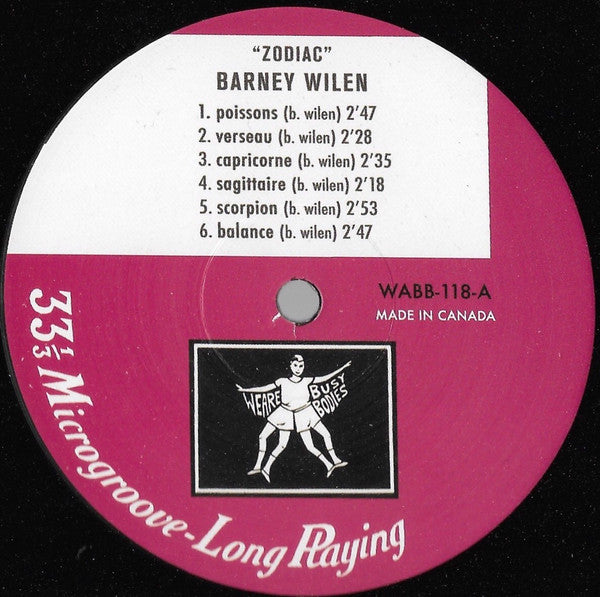 "ZODIAC"
BARNEY WILEN
1. poissons (b. wilen) 2'47
2. verseau (b. wilen) 2'28
3. capricorne (b. wilen) 2'35
4. sagittaire (b. wilen) 2'18
5. scorpion (b. wilen) 2'53
6. balance (b. wilen) 2'47
WABB-118-A
MADE IN CANADA
WE ARE BUSY BODIES
33⅓ Microgroove-Long Playing